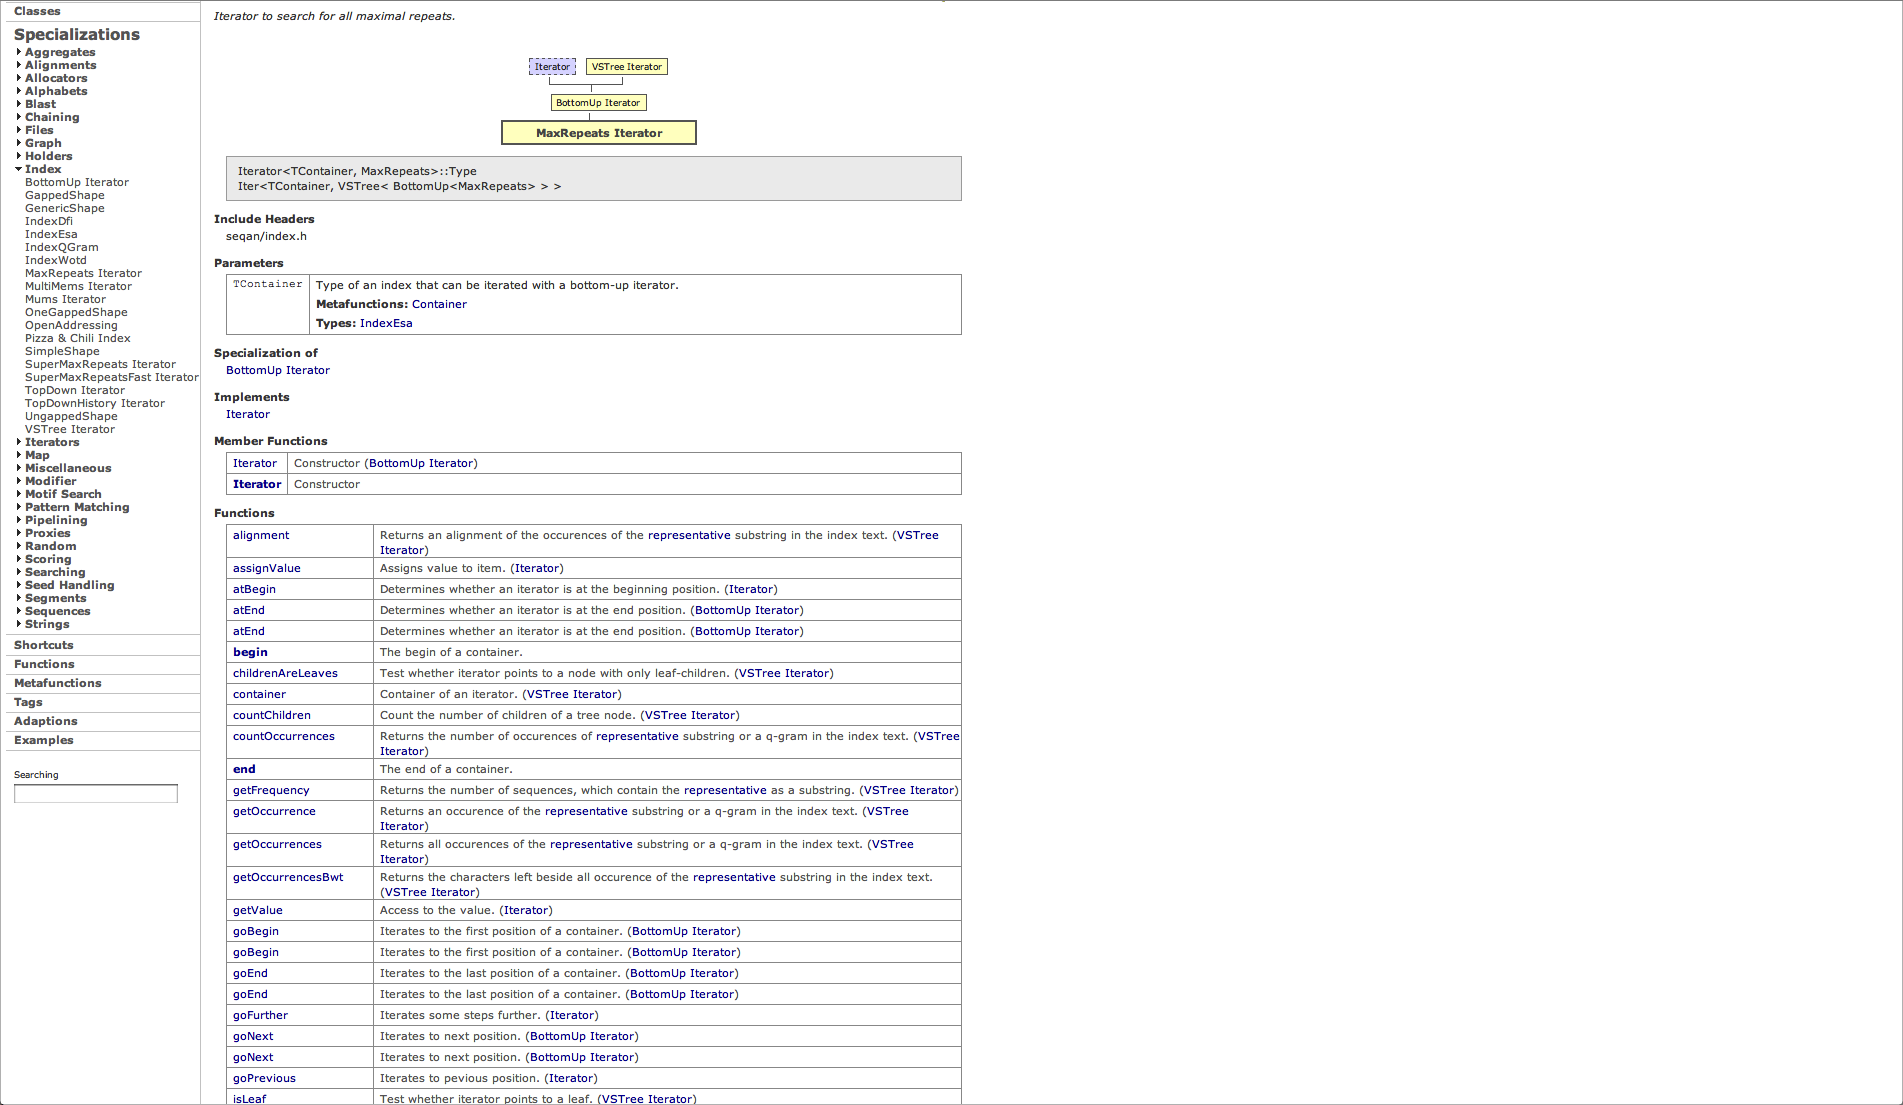 Classes
Specializations
Aggregates
Alignments
Allocators
Alphabets
Blast
Chaining
Files
Graph
Holders
Index
BottomUp Iterator
GappedShape
GenericShape
IndexDfi
IndexEsa
IndexQGram
IndexWotd
MaxRepeats Iterator
MultiMems Iterator
Mums Iterator
OneGappedShape
OpenAddressing
Pizza & Chili Index
SimpleShape
SuperMaxRepeats Iterator
SuperMaxRepeatsFast Iterator
TopDown Iterator
TopDownHistory Iterator
UngappedShape
VSTree Iterator
Iterators
Map
Miscellaneous
Modifier
Motif Search
Pattern Matching
Pipelining
Proxies
Random
Scoring
Searching
Seed Handling
Segments
Sequences
Strings
Shortcuts
Functions
Metafunctions
Tags
Adaptions
Examples
Searching
Iterator to search for all maximal repeats.
Iterator VSTree Iterator
BottomUp Iterator
MaxRepeats Iterator
Iterator<TContainer, MaxRepeats>::Type
Iter<TContainer, VSTree< BottomUp<MaxRepeats> > >
Include Headers
seqan/index.h
Parameters
TContainer Type of an index that can be iterated with a bottom-up iterator.
Metafunctions: Container
Types: IndexEsa
Specialization of
BottomUp Iterator
Implements
Iterator
Member Functions
Iterator Constructor (BottomUp Iterator)
Iterator Constructor
Functions
alignment Returns an alignment of the occurences of the representative substring in the index text. (VSTree
Iterator)
assignValue Assigns value to item. (Iterator)
atBegin Determines whether an iterator is at the beginning position. (Iterator)
atEnd Determines whether an iterator is at the end position. (BottomUp Iterator)
atEnd Determines whether an iterator is at the end position. (BottomUp Iterator)
begin The begin of a container.
childrenAreLeaves Test whether iterator points to a node with only leaf-children. (VSTree Iterator)
container Container of an iterator. (VSTree Iterator)
countChildren Count the number of children of a tree node. (VSTree Iterator)
countOccurrences Returns the number of occurences of representative substring or a q-gram in the index text. (VSTree
Iterator)
end The end of a container.
getFrequency Returns the number of sequences, which contain the representative as a substring. (VSTree Iterator)
getOccurrence Returns an occurence of the representative substring or a q-gram in the index text. (VSTree
Iterator)
getOccurrences Returns all occurences of the representative substring or a q-gram in the index text. (VSTree
Iterator)
getOccurrencesBwt Returns the characters left beside all occurence of the representative substring in the index text.
(VSTree Iterator)
getValue Access to the value. (Iterator)
goBegin Iterates to the first position of a container. (BottomUp Iterator)
goBegin Iterates to the first position of a container. (BottomUp Iterator)
goEnd Iterates to the last position of a container. (BottomUp Iterator)
goEnd Iterates to the last position of a container. (BottomUp Iterator)
goFurther Iterates some steps further. (Iterator)
goNext Iterates to next position. (BottomUp Iterator)
goNext Iterates to next position. (BottomUp Iterator)
goPrevious Iterates to pevious position. (Iterator)
isLeaf Test whether iterator points to a leaf. (VSTree Iterator)